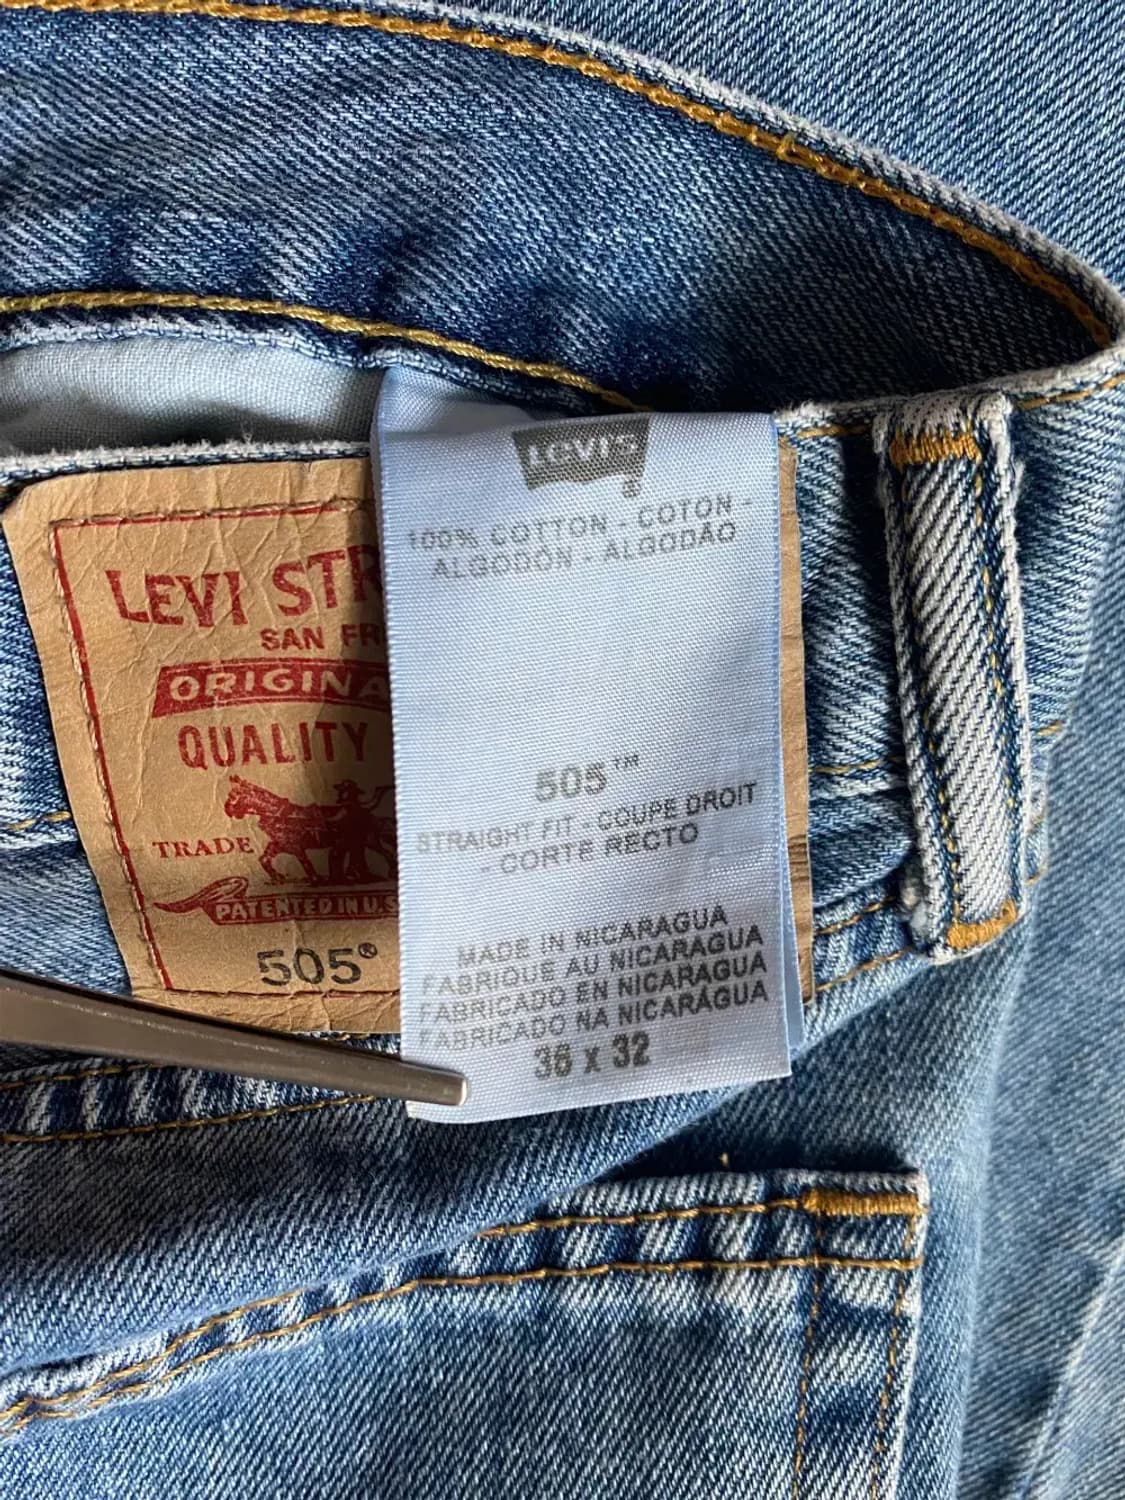 LEVI STR
SAN FR
ORIGINA
QUALITY
TRADE
PATENTED IN U.S
505®
LEVI'S
®
100% COTTON - COTON -
ALGODÓN - ALGODÃO
505™
STRAIGHT FIT - COUPE DROIT
- CORTE RECTO
MADE IN NICARAGUA
FABRIQUE AU NICARAGUA
FABRICADO EN NICARAGUA
FABRICADO NA NICARÁGUA
36 x 32